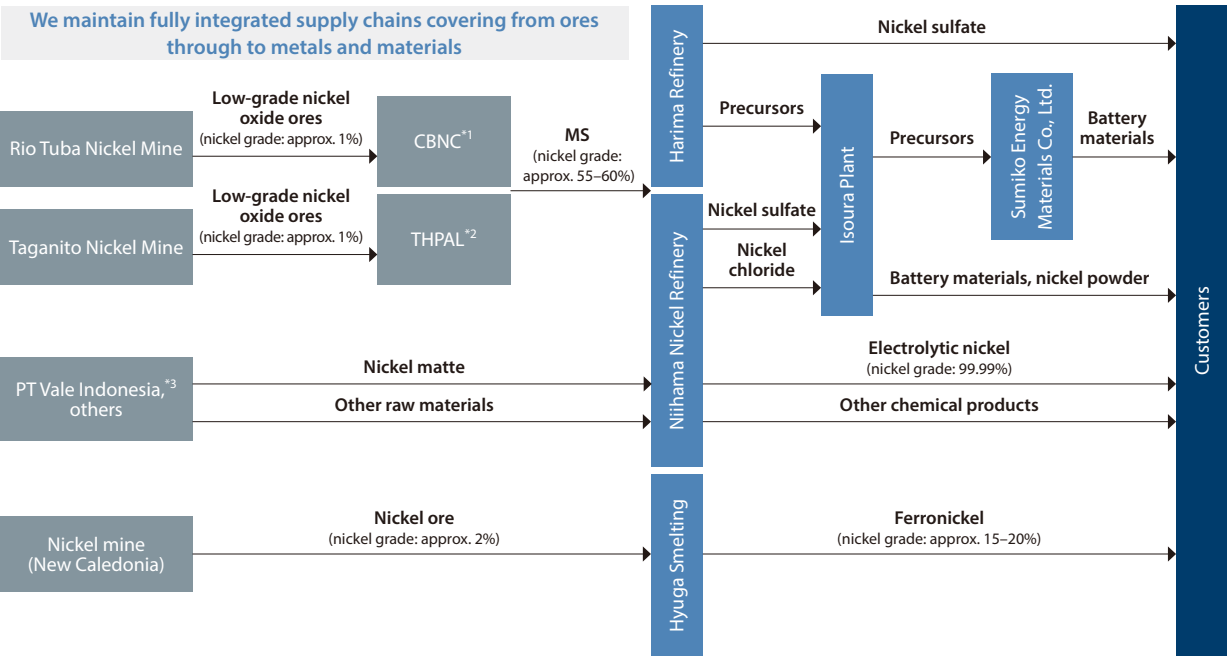 We maintain fully integrated supply chains covering from ores
through to metals and materials
Rio Tuba Nickel Mine
Low-grade nickel
oxide ores
(nickel grade: approx. 1%)
CBNC*1
Taganito Nickel Mine
Low-grade nickel
oxide ores
(nickel grade: approx. 1%)
THPAL*2
MS
(nickel grade:
approx. 55–60%)
Harima Refinery
Nickel sulfate
Precursors
Isoura Plant
Precursors
Sumiko Energy
Materials Co., Ltd.
Battery
materials
Niihama Nickel Refinery
Nickel sulfate
Nickel
chloride
Battery materials, nickel powder
PT Vale Indonesia,*3
others
Nickel matte
Other raw materials
Electrolytic nickel
(nickel grade: 99.99%)
Other chemical products
Nickel mine
(New Caledonia)
Nickel ore
(nickel grade: approx. 2%)
Hyuga Smelting
Ferronickel
(nickel grade: approx. 15–20%)
Customers